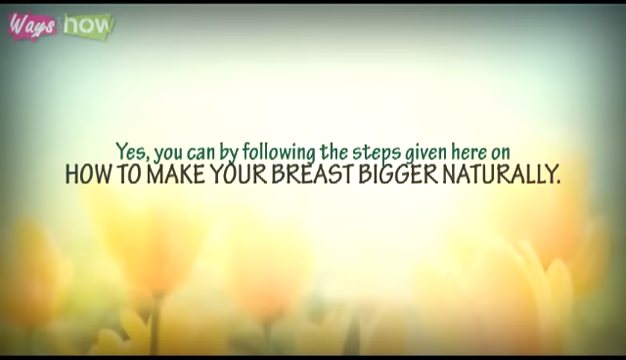 Ways how
Yes, you can by following the steps given here on
HOW TO MAKE YOUR BREAST BIGGER NATURALLY.